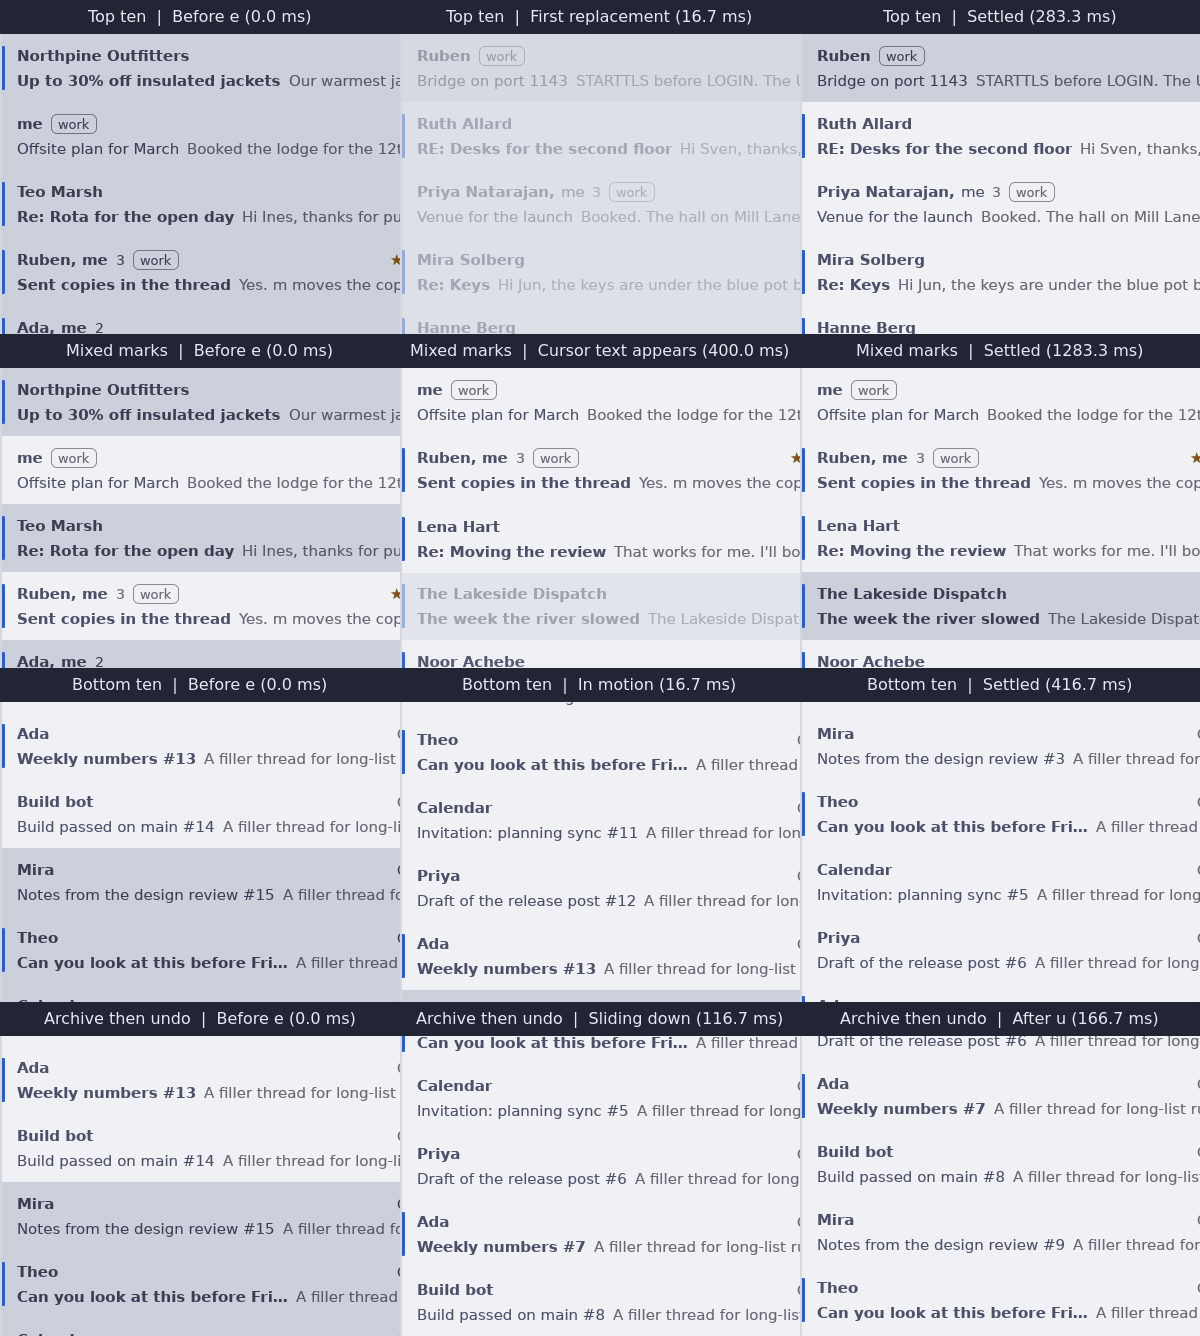 Top ten | Before e (0.0 ms)
Northpine Outfitters
Up to 30% off insulated jackets Our warmest ja
me work
Offsite plan for March Booked the lodge for the 12t
Teo Marsh
Re: Rota for the open day Hi Ines, thanks for pu
Ruben, me 3 work ★
Sent copies in the thread Yes. m moves the cop
Ada, me 2
Top ten | First replacement (16.7 ms)
Ruben work
Bridge on port 1143 STARTTLS before LOGIN. The U
Ruth Allard
RE: Desks for the second floor Hi Sven, thanks,
Priya Natarajan, me 3 work
Venue for the launch Booked. The hall on Mill Lane
Mira Solberg
Re: Keys Hi Jun, the keys are under the blue pot b
Hanne Berg
Top ten | Settled (283.3 ms)
Ruben work
Bridge on port 1143 STARTTLS before LOGIN. The U
Ruth Allard
RE: Desks for the second floor Hi Sven, thanks,
Priya Natarajan, me 3 work
Venue for the launch Booked. The hall on Mill Lane
Mira Solberg
Re: Keys Hi Jun, the keys are under the blue pot b
Hanne Berg
Mixed marks | Before e (0.0 ms)
Northpine Outfitters
Up to 30% off insulated jackets Our warmest ja
me work
Offsite plan for March Booked the lodge for the 12t
Teo Marsh
Re: Rota for the open day Hi Ines, thanks for pu
Ruben, me 3 work ★
Sent copies in the thread Yes. m moves the cop
Ada, me 2
Mixed marks | Cursor text appears (400.0 ms)
me work
Offsite plan for March Booked the lodge for the 12t
Ruben, me 3 work ★
Sent copies in the thread Yes. m moves the cop
Lena Hart
Re: Moving the review That works for me. I'll bo
The Lakeside Dispatch
The week the river slowed The Lakeside Dispat
Noor Achebe
Mixed marks | Settled (1283.3 ms)
me work
Offsite plan for March Booked the lodge for the 12t
Ruben, me 3 work ★
Sent copies in the thread Yes. m moves the cop
Lena Hart
Re: Moving the review That works for me. I'll bo
The Lakeside Dispatch
The week the river slowed The Lakeside Dispat
Noor Achebe
Bottom ten | Before e (0.0 ms)
Ada
Weekly numbers #13 A filler thread for long-list
Build bot
Build passed on main #14 A filler thread for long-li
Mira
Notes from the design review #15 A filler thread fo
Theo
Can you look at this before Fri… A filler thread
Bottom ten | In motion (16.7 ms)
Theo
Can you look at this before Fri… A filler thread
Calendar
Invitation: planning sync #11 A filler thread for lon
Priya
Draft of the release post #12 A filler thread for lon
Ada
Weekly numbers #13 A filler thread for long-list
Bottom ten | Settled (416.7 ms)
Mira
Notes from the design review #3 A filler thread for
Theo
Can you look at this before Fri… A filler thread
Calendar
Invitation: planning sync #5 A filler thread for long
Priya
Draft of the release post #6 A filler thread for long
Archive then undo | Before e (0.0 ms)
Ada
Weekly numbers #13 A filler thread for long-list
Build bot
Build passed on main #14 A filler thread for long-li
Mira
Notes from the design review #15 A filler thread fo
Theo
Can you look at this before Fri… A filler thread
Archive then undo | Sliding down (116.7 ms)
Can you look at this before Fri… A filler thread
Calendar
Invitation: planning sync #5 A filler thread for long
Priya
Draft of the release post #6 A filler thread for long
Ada
Weekly numbers #7 A filler thread for long-list ru
Build bot
Build passed on main #8 A filler thread for long-lis
Archive then undo | After u (166.7 ms)
Draft of the release post #6 A filler thread for long
Ada
Weekly numbers #7 A filler thread for long-list ru
Build bot
Build passed on main #8 A filler thread for long-lis
Mira
Notes from the design review #9 A filler thread for
Theo
Can you look at this before Fri… A filler thread